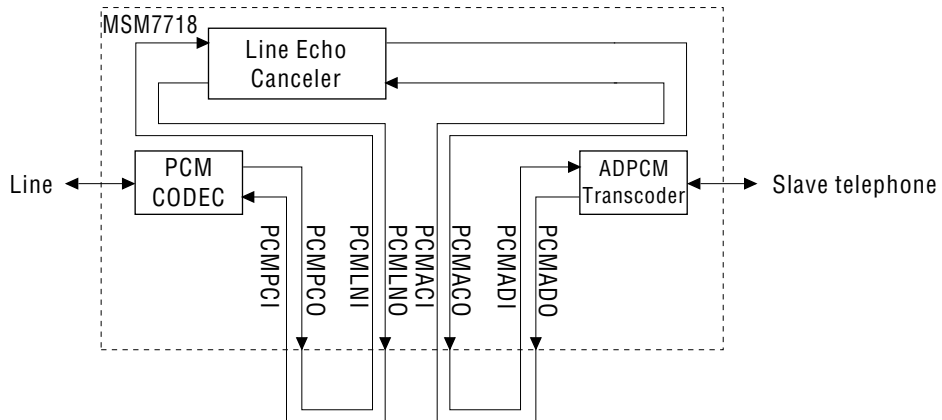 MSM7718
Line Echo
Canceler
Line
PCM
CODEC
ADPCM
Transcoder
Slave telephone
PCMPCI
PCMPCO
PCMLNI
PCMLNO
PCMACI
PCMACO
PCMADI
PCMADO